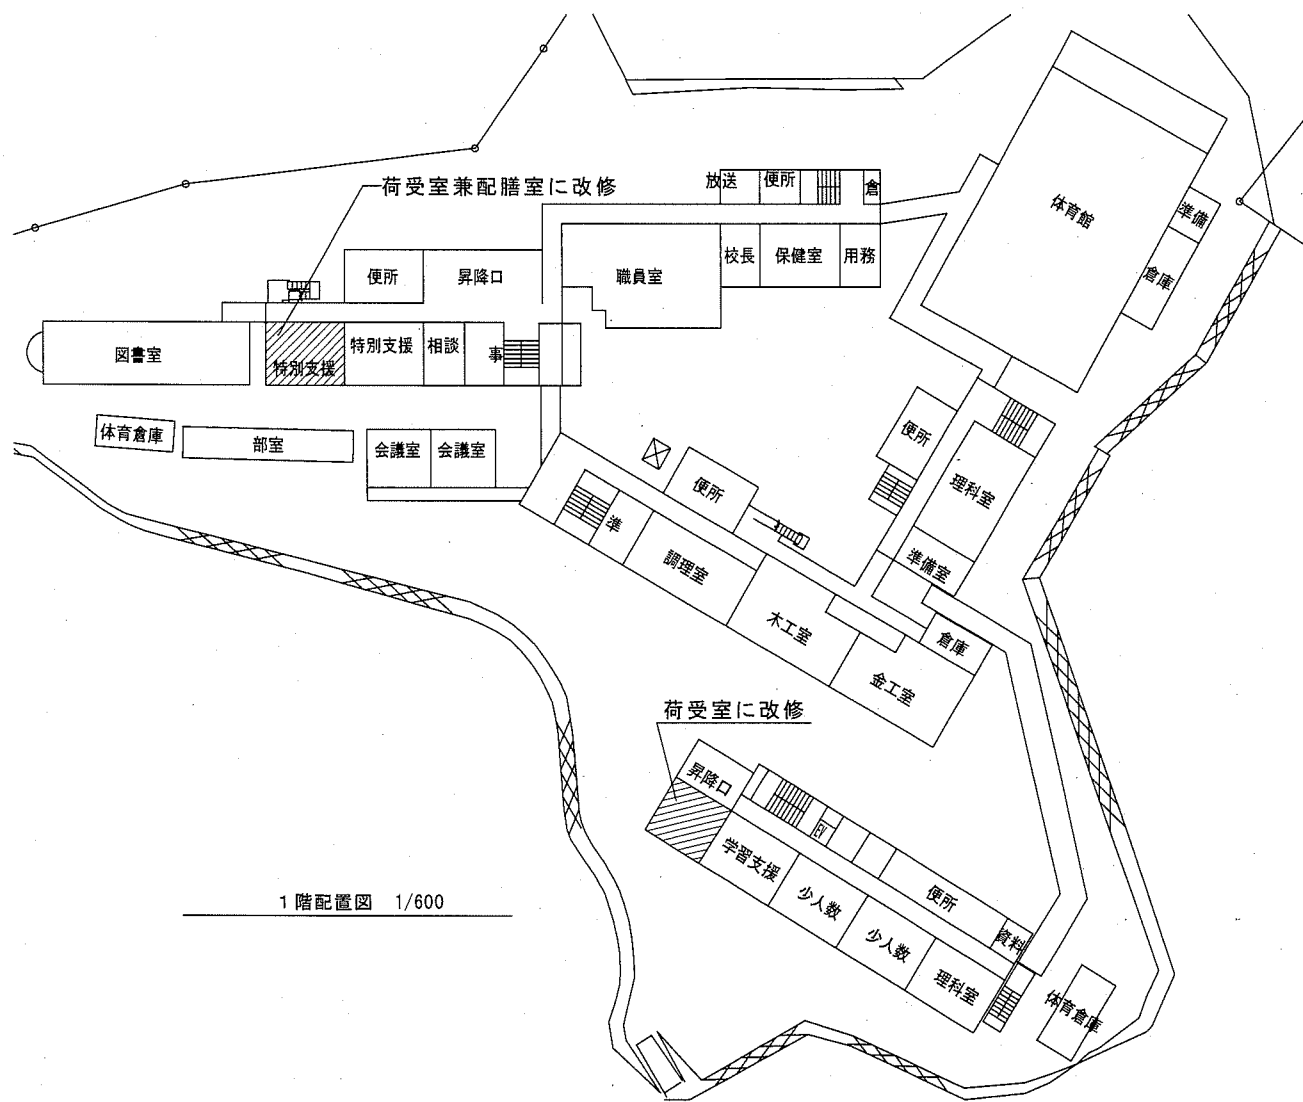 荷受室兼配膳室に改修
放送
便所
倉
体育館
準備
倉庫
便所
昇降口
職員室
校長
保健室
用務
図書室
特別支援
特別支援
相談
事
体育倉庫
部室
会議室
会議室
便所
理科室
準備室
便所
準
調理室
木工室
金工室
倉庫
荷受室に改修
昇降口
EV
学習支援
少人数
少人数
理科室
便所
資料
体育倉庫
1階配置図 1/600